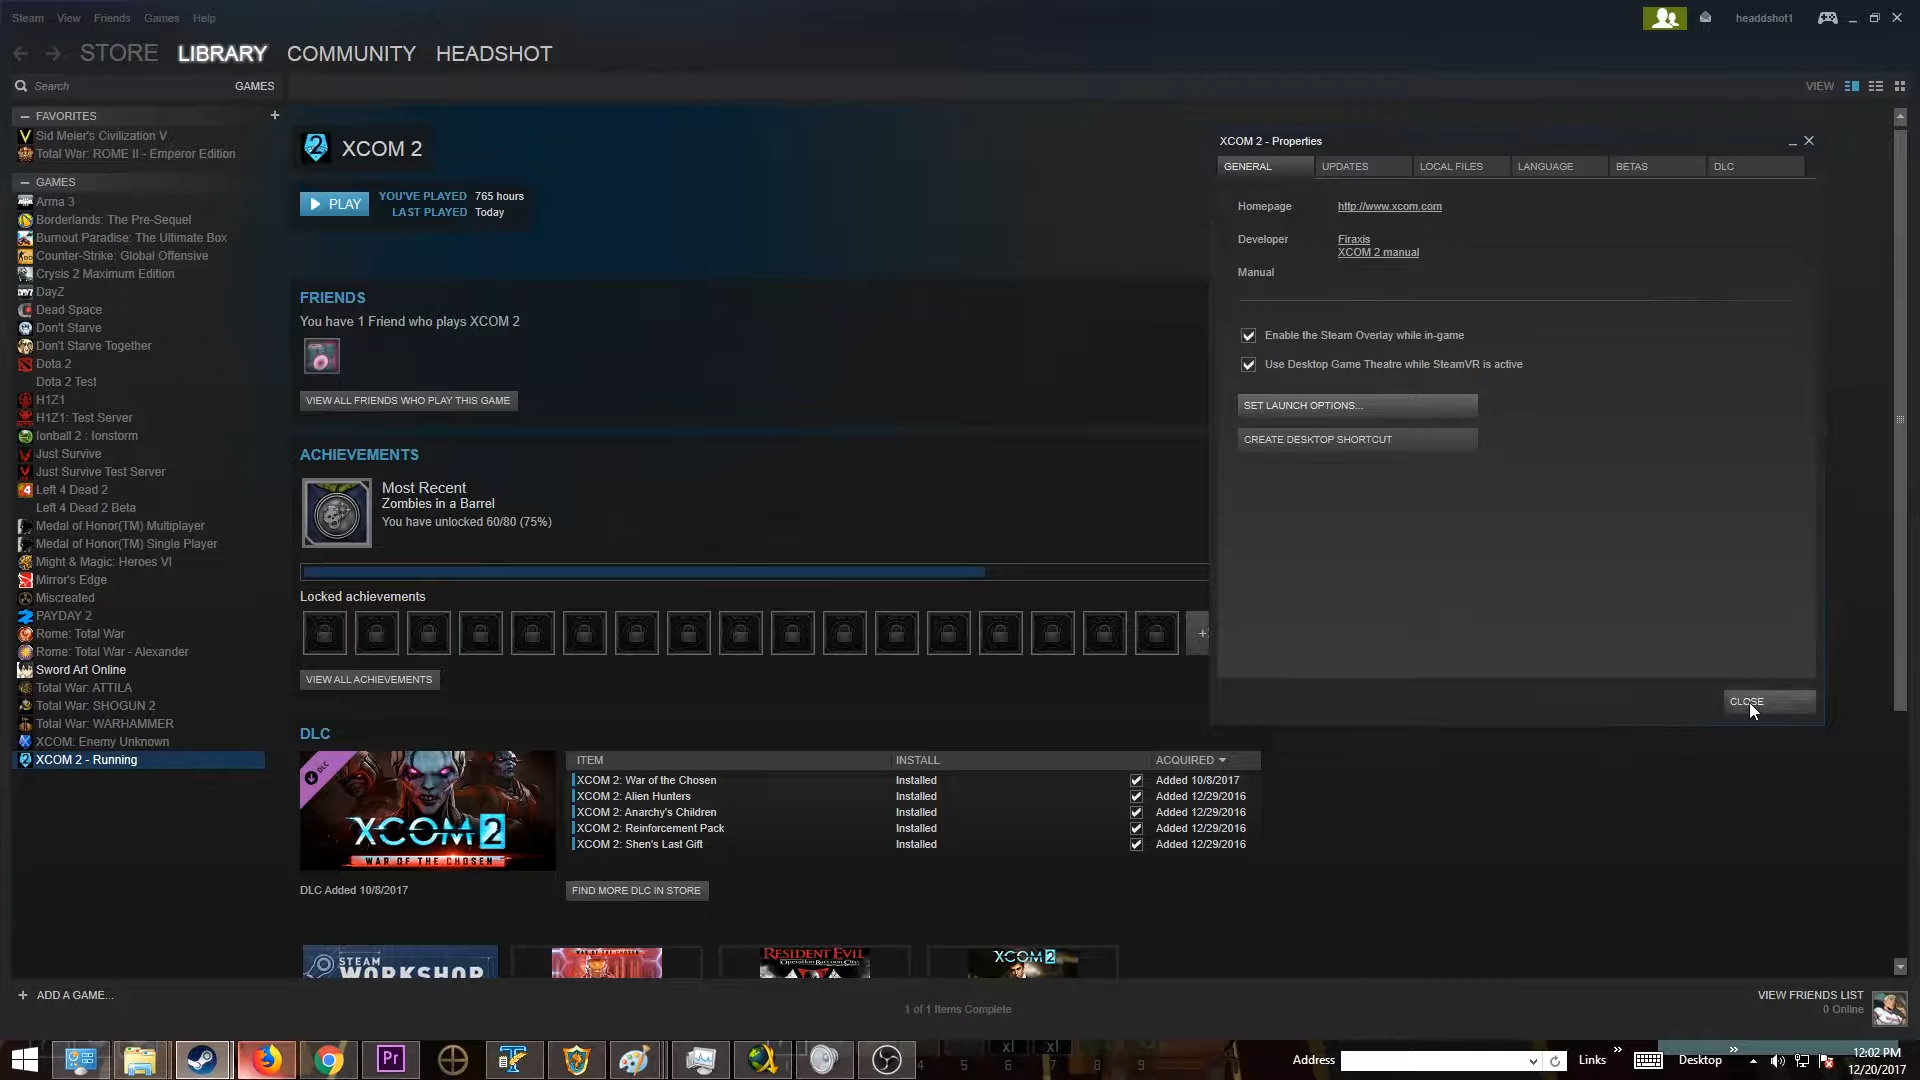 Steam View Friends Games Help
headdshot1
STORE LIBRARY COMMUNITY HEADSHOT
Search
GAMES
VIEW
FAVORITES
Sid Meier's Civilization V
Total War: ROME II - Emperor Edition
GAMES
Arma 3
Borderlands: The Pre-Sequel
Burnout Paradise: The Ultimate Box
Counter-Strike: Global Offensive
Crysis 2 Maximum Edition
DayZ
Dead Space
Don't Starve
Don't Starve Together
Dota 2
Dota 2 Test
H1Z1
H1Z1: Test Server
Ionball 2 : Ionstorm
Just Survive
Just Survive Test Server
Left 4 Dead 2
Left 4 Dead 2 Beta
Medal of Honor(TM) Multiplayer
Medal of Honor(TM) Single Player
Might & Magic: Heroes VI
Mirror's Edge
Miscreated
PAYDAY 2
Rome: Total War
Rome: Total War - Alexander
Sword Art Online
Total War: ATTILA
Total War: SHOGUN 2
Total War: WARHAMMER
XCOM: Enemy Unknown
XCOM 2 - Running
ADD A GAME...
XCOM 2
PLAY
YOU'VE PLAYED 765 hours
LAST PLAYED Today
FRIENDS
You have 1 Friend who plays XCOM 2
VIEW ALL FRIENDS WHO PLAY THIS GAME
ACHIEVEMENTS
Most Recent
Zombies in a Barrel
You have unlocked 60/80 (75%)
Locked achievements
+
VIEW ALL ACHIEVEMENTS
DLC
DLC
XCOM 2
WAR OF THE CHOSEN
DLC Added 10/8/2017
ITEM INSTALL ACQUIRED
XCOM 2: War of the Chosen Installed Added 10/8/2017
XCOM 2: Alien Hunters Installed Added 12/29/2016
XCOM 2: Anarchy's Children Installed Added 12/29/2016
XCOM 2: Reinforcement Pack Installed Added 12/29/2016
XCOM 2: Shen's Last Gift Installed Added 12/29/2016
FIND MORE DLC IN STORE
STEAM
WORKSHOP
WAR OF THE CHOSEN
RESIDENT EVIL
Operation Raccoon City
XCOM 2
1 of 1 Items Complete
VIEW FRIENDS LIST
0 Online
XCOM 2 - Properties
GENERAL UPDATES LOCAL FILES LANGUAGE BETAS DLC
Homepage http://www.xcom.com
Developer Firaxis
XCOM 2 manual
Manual
Enable the Steam Overlay while in-game
Use Desktop Game Theatre while SteamVR is active
SET LAUNCH OPTIONS...
CREATE DESKTOP SHORTCUT
CLOSE
Pr
4 5 6 7 8 9
Address
Links
Desktop
12:02 PM
12/20/2017